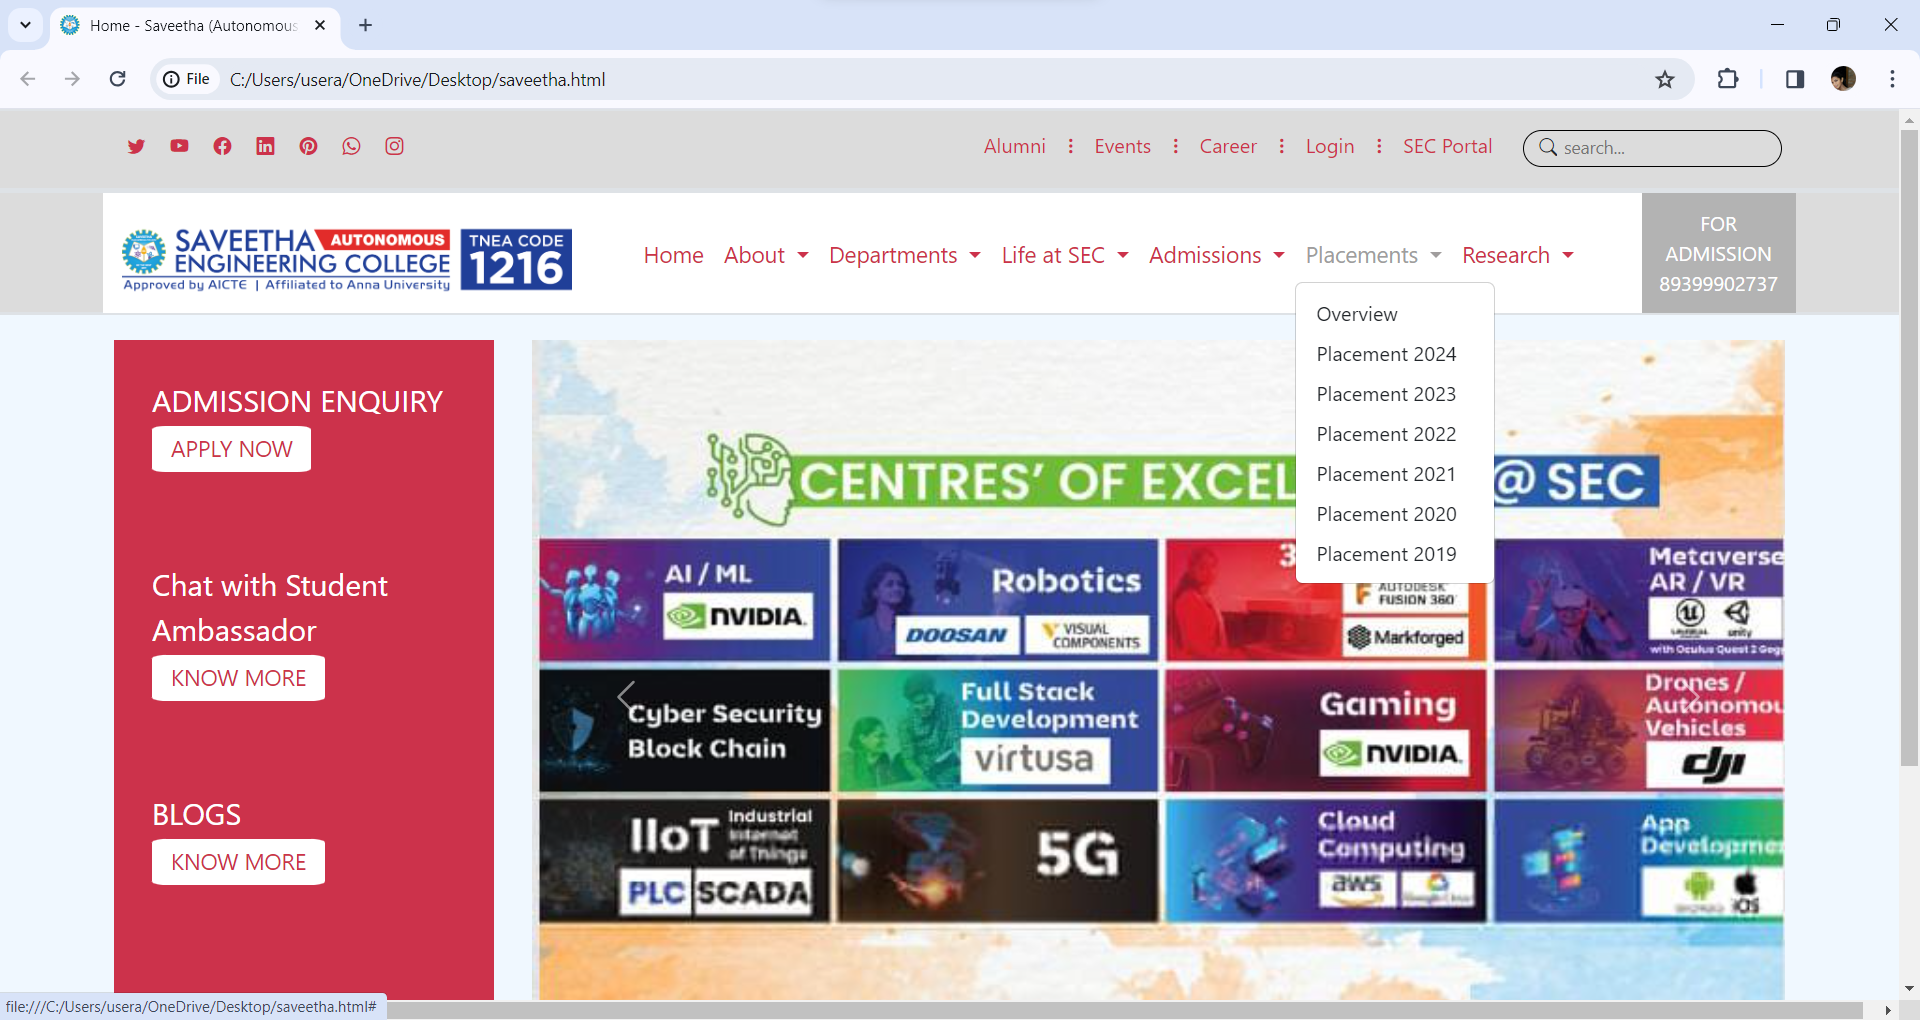 Home - Saveetha (Autonomous
File
C:/Users/usera/OneDrive/Desktop/saveetha.html
Alumni
Events
Career
Login
SEC Portal
search...
SAVEETHA AUTONOMOUS
ENGINEERING COLLEGE
Approved by AICTE | Affiliated to Anna University
TNEA CODE
1216
Home
About
Departments
Life at SEC
Admissions
Placements
Research
FOR
ADMISSION
89399902737
Overview
Placement 2024
Placement 2023
Placement 2022
Placement 2021
Placement 2020
Placement 2019
ADMISSION ENQUIRY
APPLY NOW
Chat with Student
Ambassador
KNOW MORE
BLOGS
KNOW MORE
CENTRES' OF EXCEL
@ SEC
AI / ML
NVIDIA.
Robotics
DOOSAN
VISUAL
COMPONENTS
3
AUTODESK
FUSION 360
Markforged
Metaverse
AR / VR
unity
with Oculus Quest 2
Cyber Security
Block Chain
Full Stack
Development
virtusa
Gaming
NVIDIA.
Drones /
Autonomou
Vehicles
dji
IIoT
Industrial
Internet
of Things
PLC
SCADA
5G
Cloud
Computing
aws
Google Cloud
App
Developme
ANDROID
iOS
file:///C:/Users/usera/OneDrive/Desktop/saveetha.html#